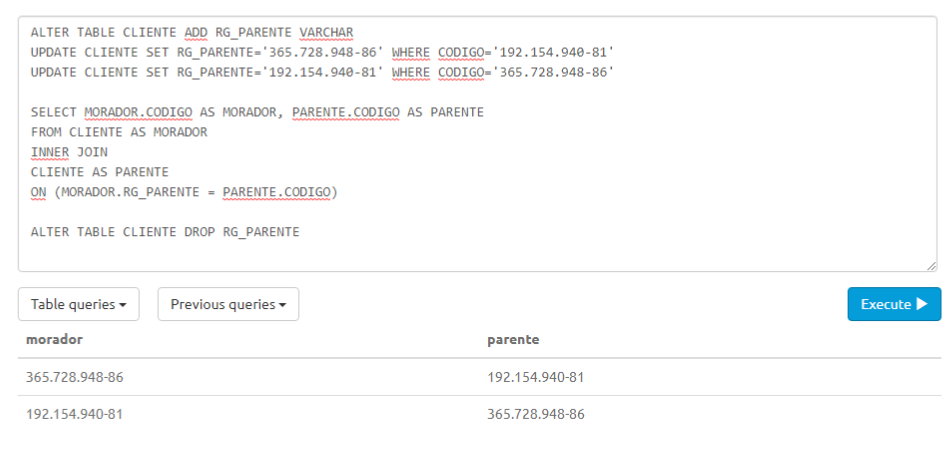 ALTER TABLE CLIENTE ADD RG_PARENTE VARCHAR
UPDATE CLIENTE SET RG_PARENTE='365.728.948-86' WHERE CODIGO='192.154.940-81'
UPDATE CLIENTE SET RG_PARENTE='192.154.940-81' WHERE CODIGO='365.728.948-86'
SELECT MORADOR.CODIGO AS MORADOR, PARENTE.CODIGO AS PARENTE
FROM CLIENTE AS MORADOR
INNER JOIN
CLIENTE AS PARENTE
ON (MORADOR.RG_PARENTE = PARENTE.CODIGO)
ALTER TABLE CLIENTE DROP RG_PARENTE
Table queries Previous queries Execute
morador parente
365.728.948-86 192.154.940-81
192.154.940-81 365.728.948-86